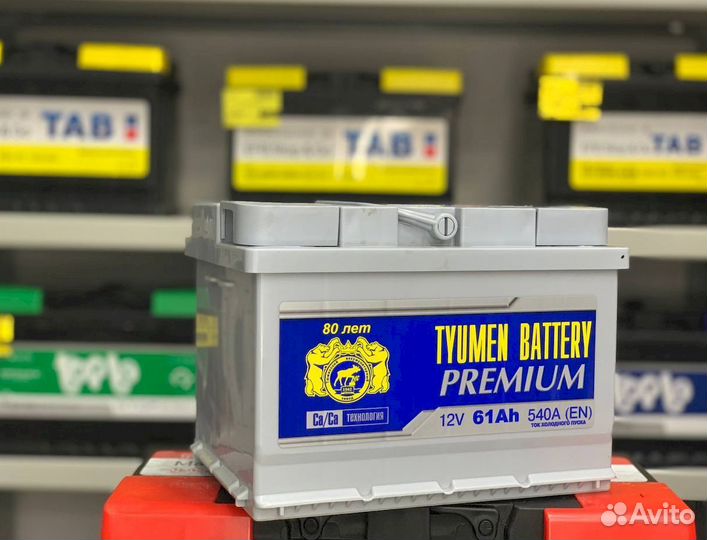 TAB
TAB
TAB
80 лет
TYUMEN BATTERY
PREMIUM
Ca/Ca ТЕХНОЛОГИЯ
12V 61Ah 540A (EN)
ТОК ХОЛОДНОГО ПУСКА
Avito